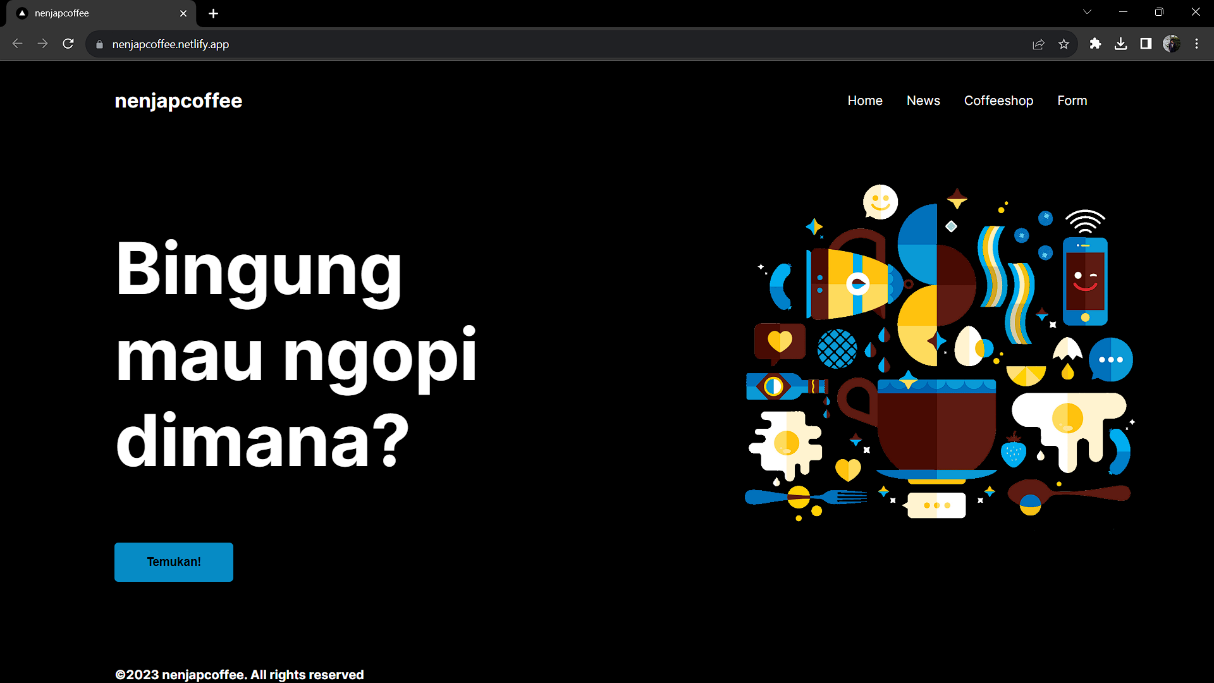 nenjapcoffee
nenjapcoffee.netlify.app
nenjapcoffee
Home News Coffeeshop Form
Bingung
mau ngopi
dimana?
Temukan!
©2023 nenjapcoffee. All rights reserved